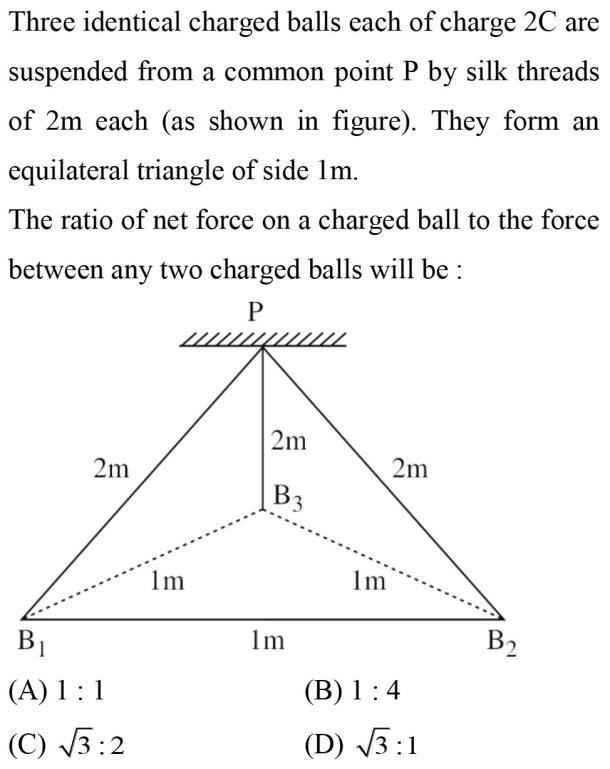 Three identical charged balls each of charge 2C are
suspended from a common point P by silk threads
of 2m each (as shown in figure). They form an
equilateral triangle of side 1m.
The ratio of net force on a charged ball to the force
between any two charged balls will be :
P
2m
2m
2m
B₃
1m
1m
B₁
1m
B₂
(A) 1 : 1
(B) 1 : 4
(C) √3 : 2
(D) √3 : 1